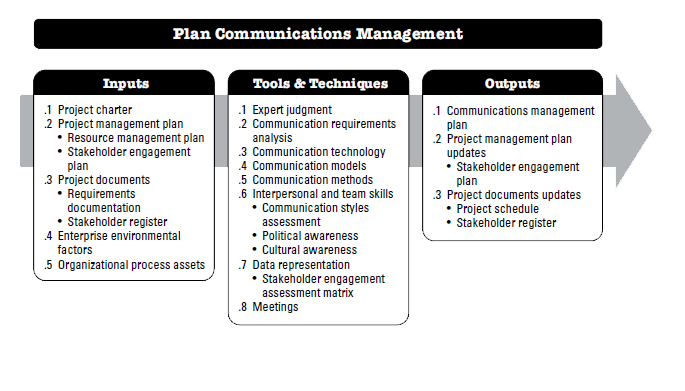 Plan Communications Management
Inputs
.1 Project charter
.2 Project management plan
• Resource management plan
• Stakeholder engagement
plan
.3 Project documents
• Requirements
documentation
• Stakeholder register
.4 Enterprise environmental
factors
.5 Organizational process assets
Tools & Techniques
.1 Expert judgment
.2 Communication requirements
analysis
.3 Communication technology
.4 Communication models
.5 Communication methods
.6 Interpersonal and team skills
• Communication styles
assessment
• Political awareness
• Cultural awareness
.7 Data representation
• Stakeholder engagement
assessment matrix
.8 Meetings
Outputs
.1 Communications management
plan
.2 Project management plan
updates
• Stakeholder engagement
plan
.3 Project documents updates
• Project schedule
• Stakeholder register